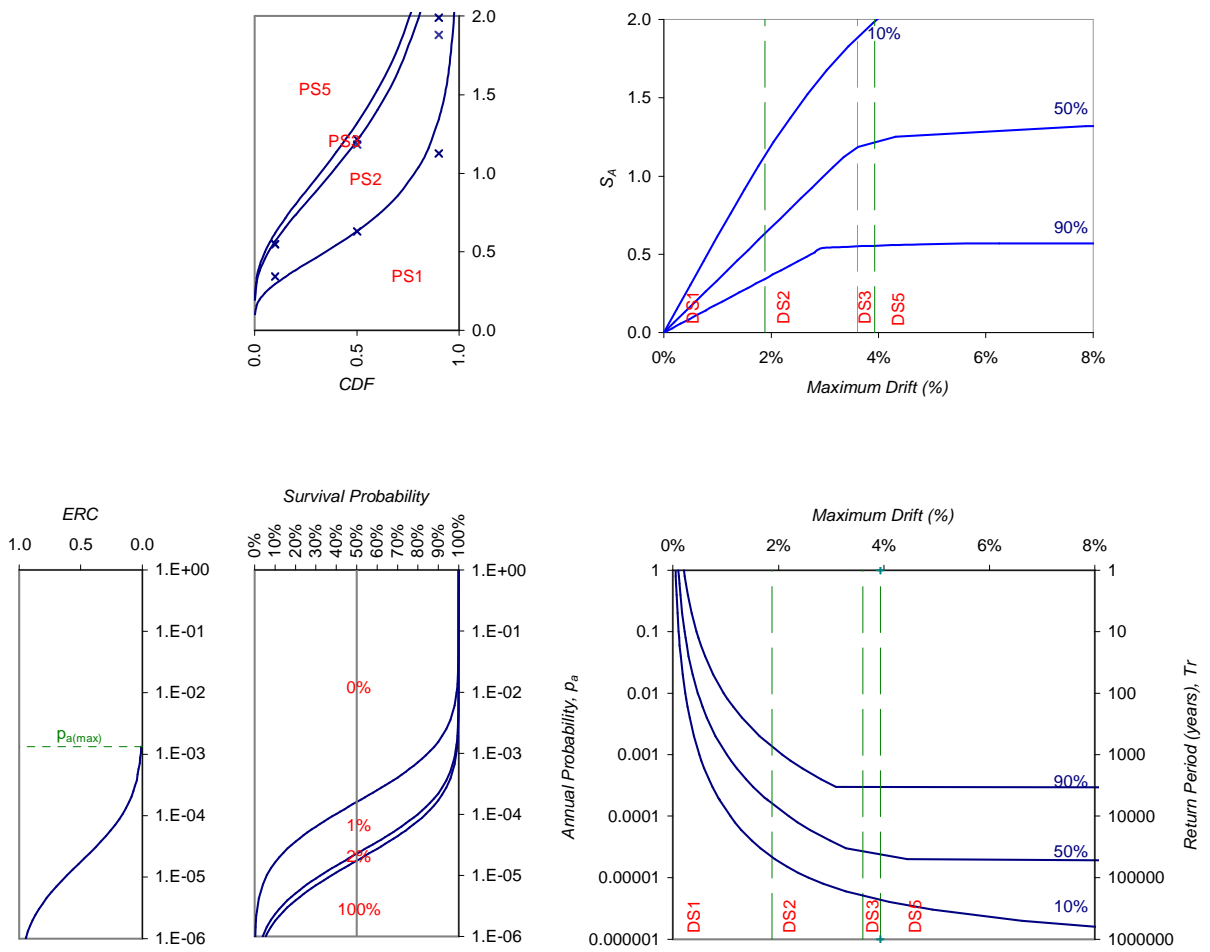 2.0
1.5
1.0
0.5
0.0
PS5
PS3
PS2
PS1
0.0
0.5
1.0
CDF
2.0
1.5
1.0
0.5
0.0
S_A
10%
50%
90%
DS1
DS2
DS3
DS5
0%
2%
4%
6%
8%
Maximum Drift (%)
ERC
1.0
0.5
0.0
1.E+00
1.E-01
1.E-02
1.E-03
1.E-04
1.E-05
1.E-06
p_a(max)
Survival Probability
0%
10%
20%
30%
40%
50%
60%
70%
80%
90%
100%
1.E+00
1.E-01
1.E-02
1.E-03
1.E-04
1.E-05
1.E-06
0%
1%
2%
100%
Maximum Drift (%)
0%
2%
4%
6%
8%
Annual Probability, p_a
1
0.1
0.01
0.001
0.0001
0.00001
0.000001
90%
50%
10%
DS1
DS2
DS3
DS5
1
10
100
1000
10000
100000
1000000
Return Period (years), Tr